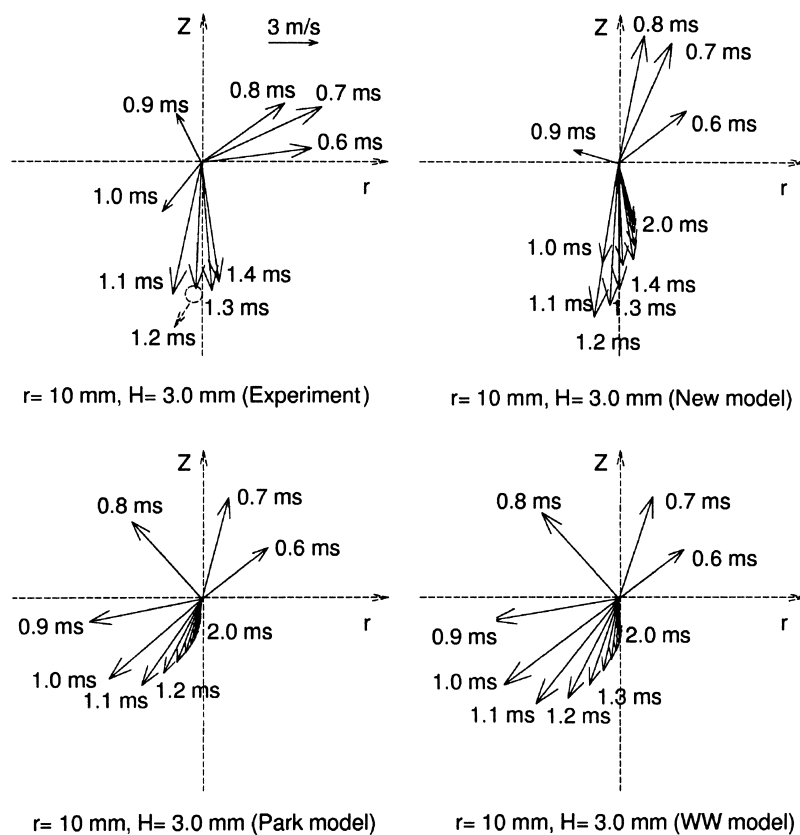 Z
3 m/s
0.8 ms
0.7 ms
0.9 ms
0.6 ms
r
1.0 ms
1.1 ms
1.4 ms
1.3 ms
1.2 ms
r= 10 mm, H= 3.0 mm (Experiment)
Z
0.8 ms
0.7 ms
0.6 ms
0.9 ms
r
2.0 ms
1.0 ms
1.4 ms
1.1 ms
1.3 ms
1.2 ms
r= 10 mm, H= 3.0 mm (New model)
Z
0.8 ms
0.7 ms
0.6 ms
r
0.9 ms
2.0 ms
1.0 ms
1.2 ms
1.1 ms
r= 10 mm, H= 3.0 mm (Park model)
Z
0.8 ms
0.7 ms
0.6 ms
r
0.9 ms
2.0 ms
1.0 ms
1.3 ms
1.1 ms
1.2 ms
r= 10 mm, H= 3.0 mm (WW model)